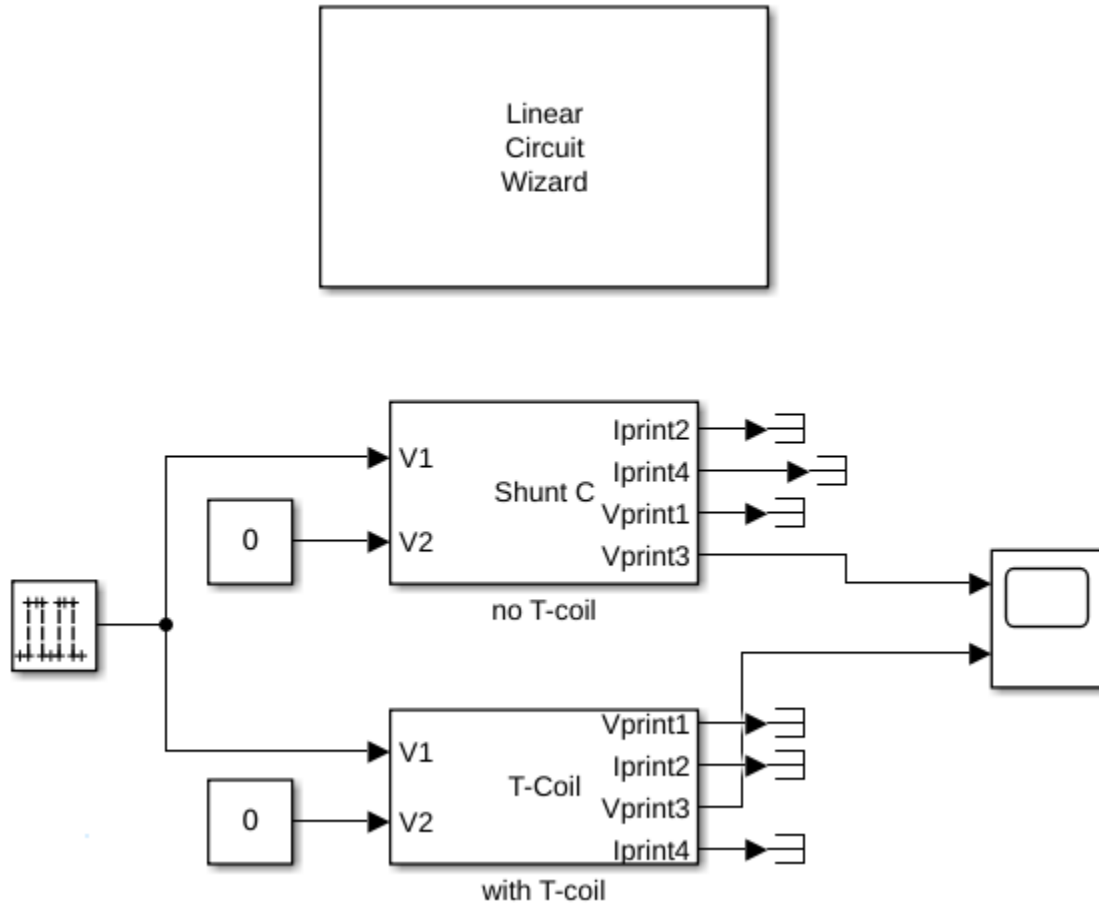 Linear
Circuit
Wizard
V1
V2
Shunt C
Iprint2
Iprint4
Vprint1
Vprint3
0
no T-coil
V1
V2
T-Coil
Vprint1
Iprint2
Vprint3
Iprint4
0
with T-coil